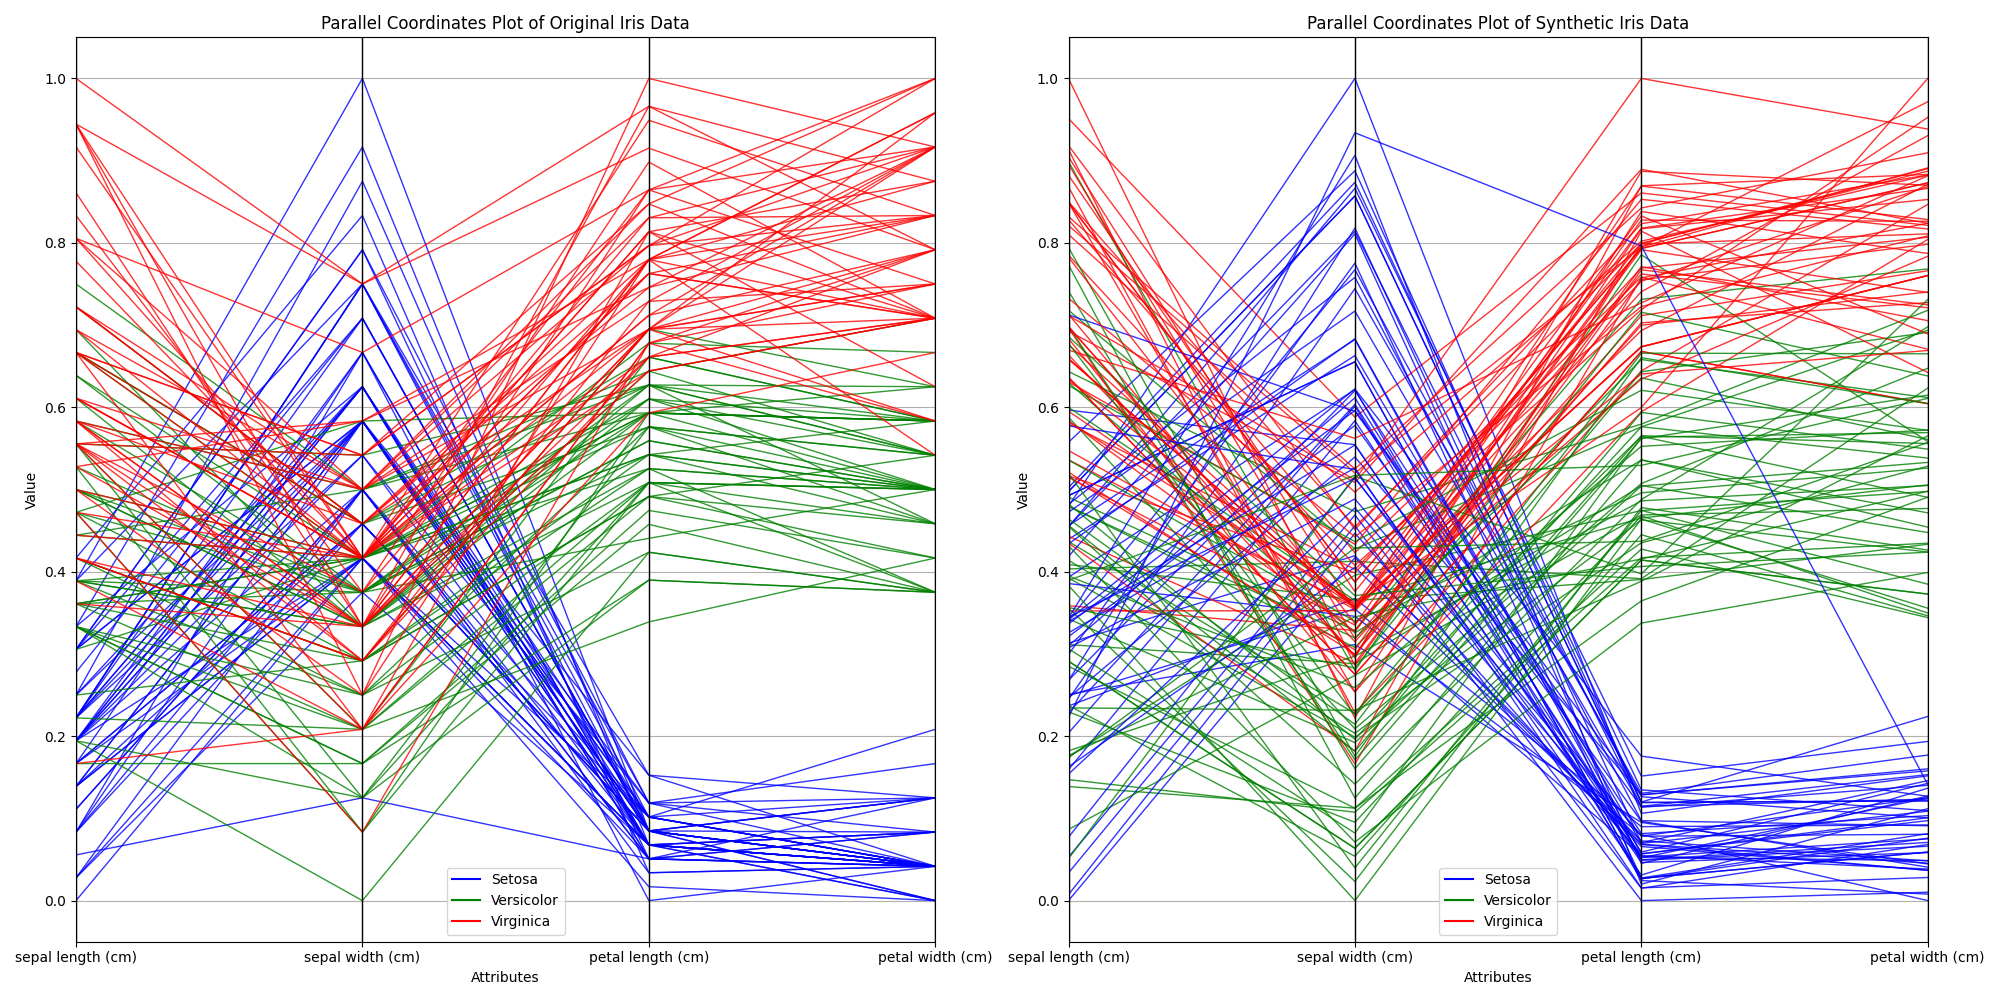 Parallel Coordinates Plot of Original Iris Data
1.0
0.8
0.6
0.4
0.2
0.0
Value
Setosa
Versicolor
Virginica
sepal length (cm)
sepal width (cm)
petal length (cm)
petal width (cm)
Attributes
Parallel Coordinates Plot of Synthetic Iris Data
1.0
0.8
0.6
0.4
0.2
0.0
Value
Setosa
Versicolor
Virginica
sepal length (cm)
sepal width (cm)
petal length (cm)
petal width (cm)
Attributes